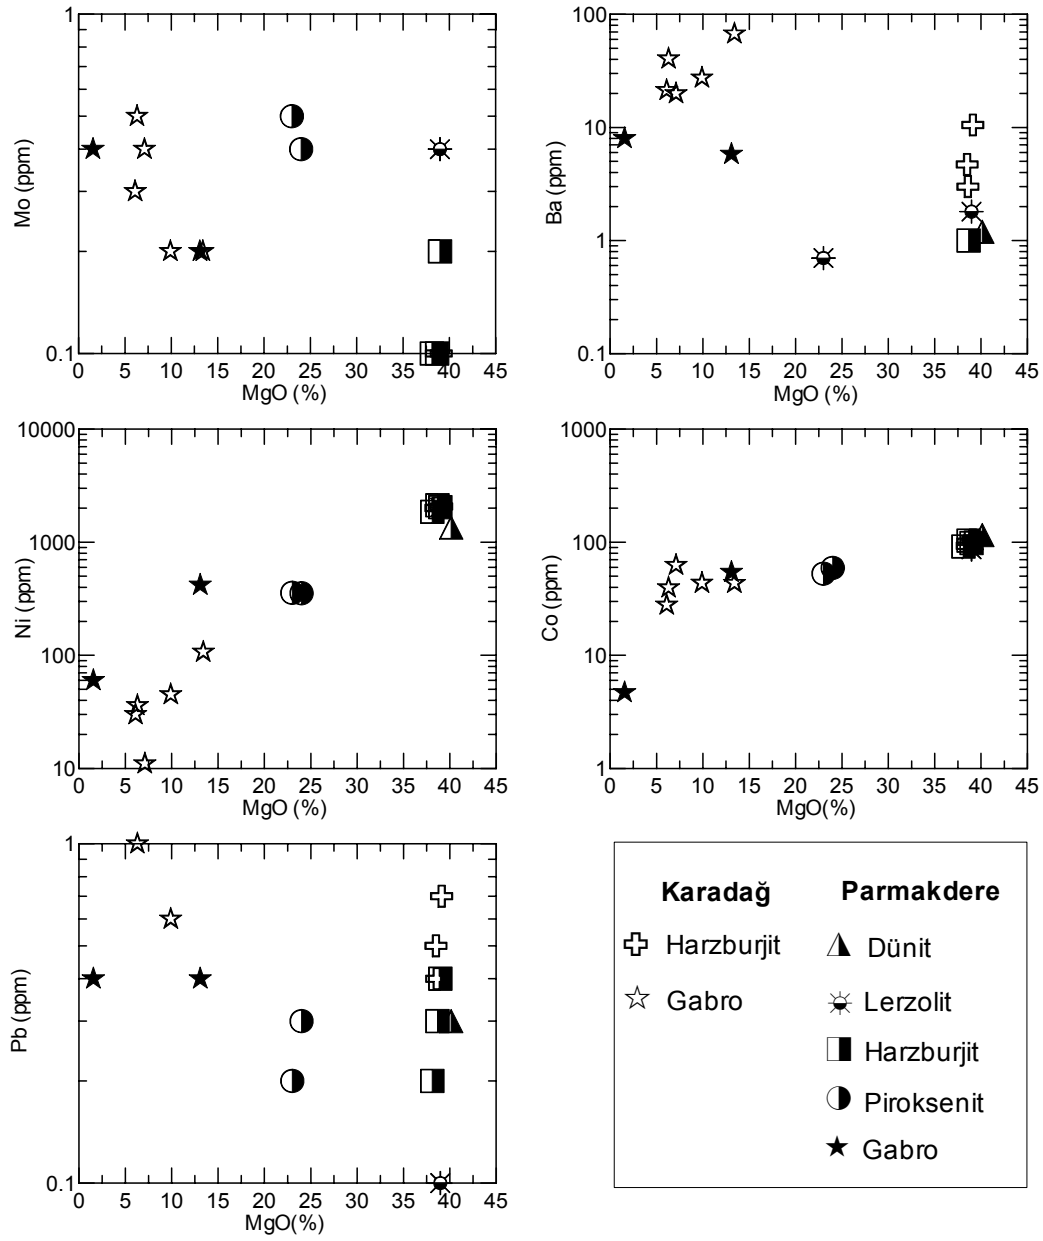 1
0.1
Mo (ppm)
0 5 10 15 20 25 30 35 40 45
MgO (%)
100
10
1
0.1
Ba (ppm)
0 5 10 15 20 25 30 35 40 45
MgO (%)
10000
1000
100
10
Ni (ppm)
0 5 10 15 20 25 30 35 40 45
MgO (%)
1000
100
10
1
Co (ppm)
0 5 10 15 20 25 30 35 40 45
MgO(%)
1
0.1
Pb (ppm)
0 5 10 15 20 25 30 35 40 45
MgO(%)
Karadağ
Harzburjit
Gabro
Parmakdere
Dünit
Lerzolit
Harzburjit
Piroksenit
Gabro